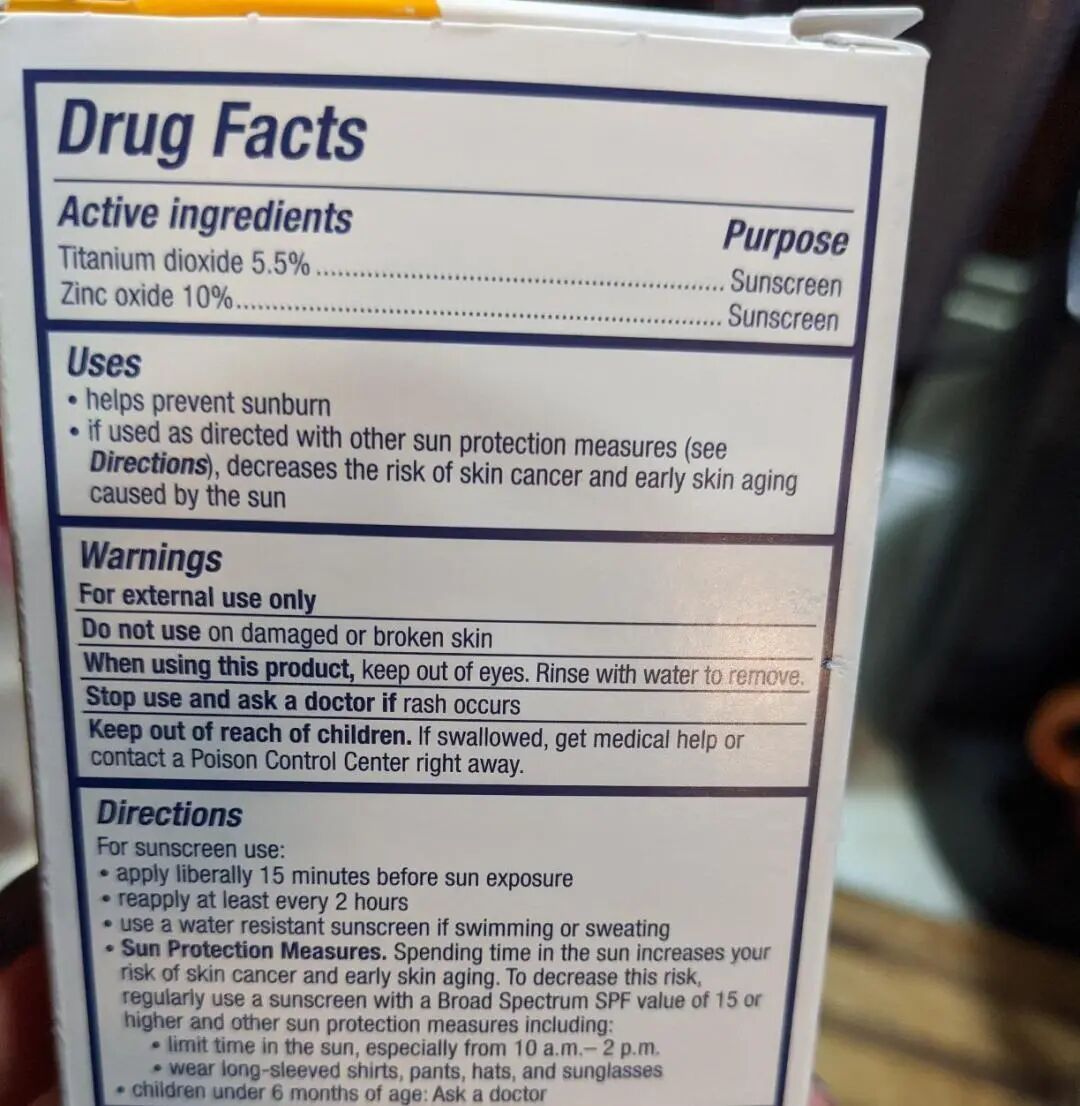 Drug Facts
Active ingredients Purpose
Titanium dioxide 5.5% ........ Sunscreen
Zinc oxide 10% ........ Sunscreen
Uses
• helps prevent sunburn
• if used as directed with other sun protection measures (see
Directions), decreases the risk of skin cancer and early skin aging
caused by the sun
Warnings
For external use only
Do not use on damaged or broken skin
When using this product, keep out of eyes. Rinse with water to remove.
Stop use and ask a doctor if rash occurs
Keep out of reach of children. If swallowed, get medical help or
contact a Poison Control Center right away.
Directions
For sunscreen use:
• apply liberally 15 minutes before sun exposure
• reapply at least every 2 hours
• use a water resistant sunscreen if swimming or sweating
• Sun Protection Measures. Spending time in the sun increases your
risk of skin cancer and early skin aging. To decrease this risk,
regularly use a sunscreen with a Broad Spectrum SPF value of 15 or
higher and other sun protection measures including:
• limit time in the sun, especially from 10 a.m.– 2 p.m.
• wear long-sleeved shirts, pants, hats, and sunglasses
• children under 6 months of age: Ask a doctor